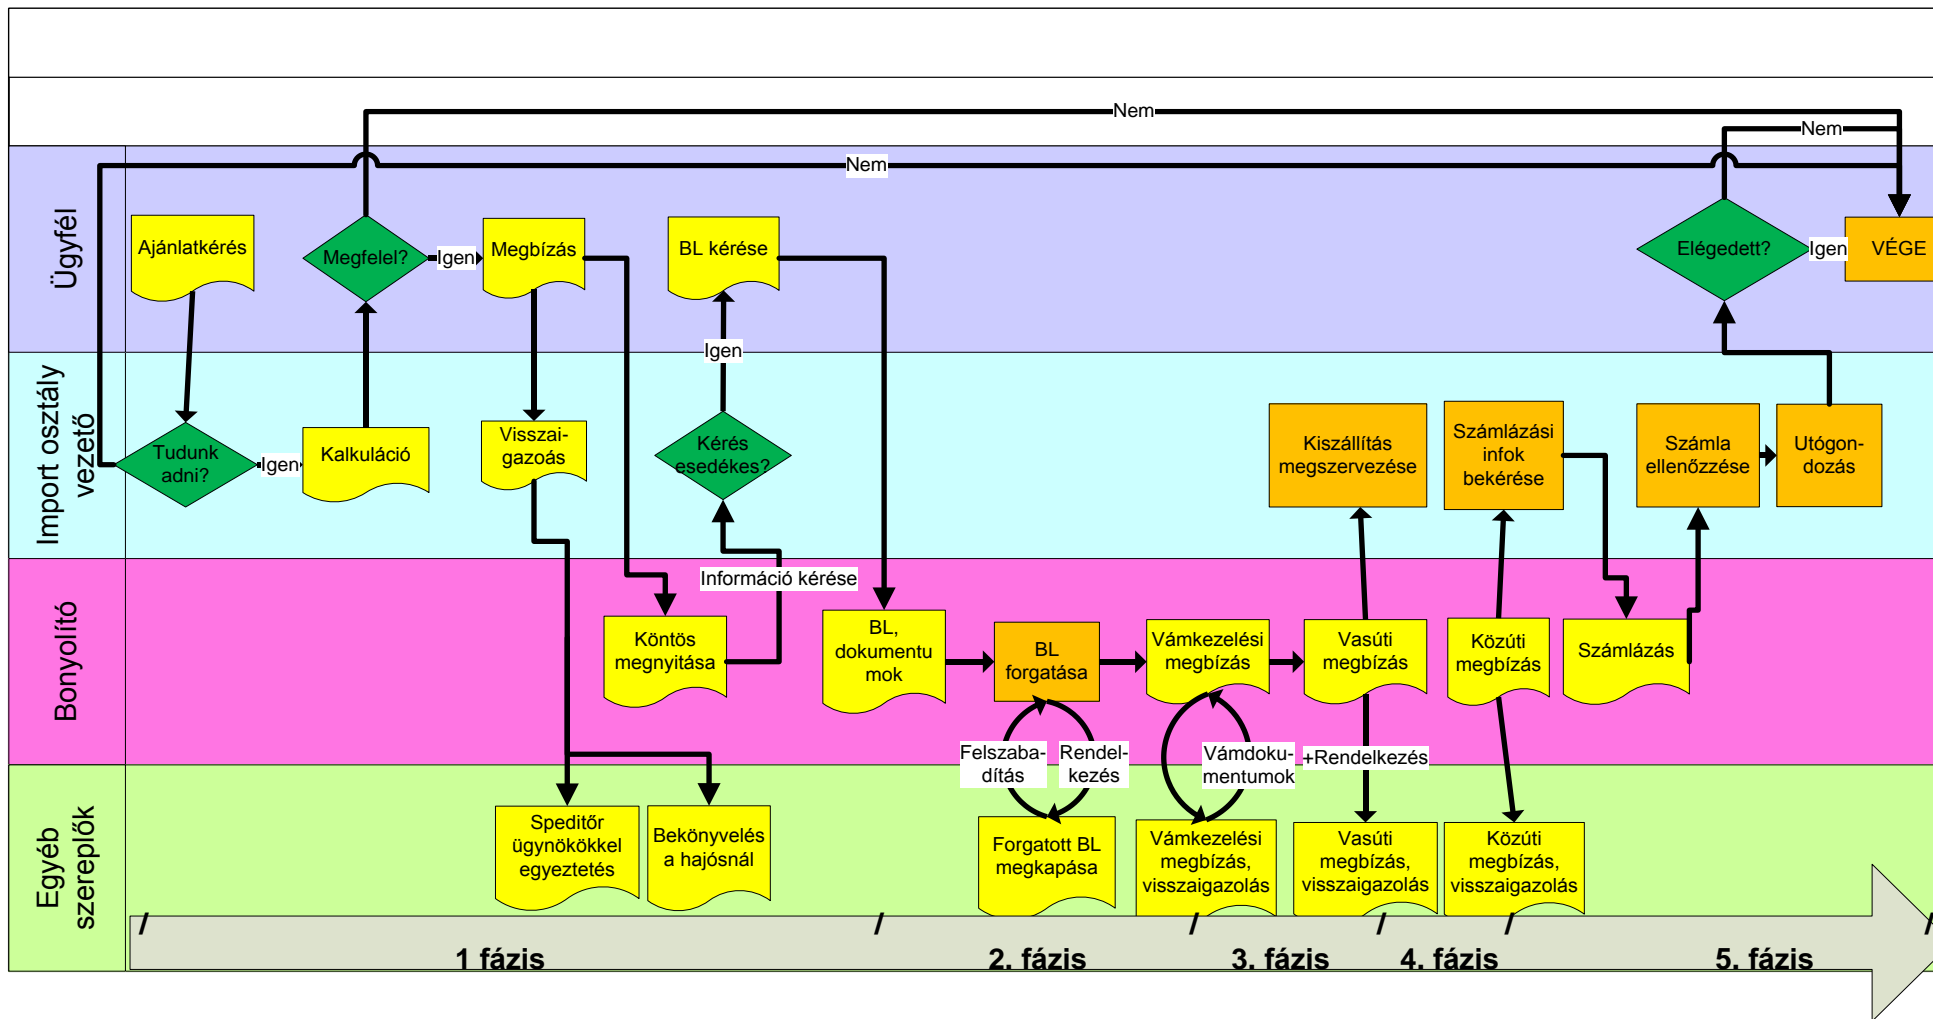 Nem
Nem
Nem
Ügyfél
Ajánlatkérés
Megfelel?
Igen
Megbízás
BL kérése
Elégedett?
Igen
VÉGE
Igen
Import osztály
vezető
Tudunk
adni?
Igen
Kalkuláció
Visszai-
gazoás
Kérés
esedékes?
Kiszállítás
megszervezése
Számlázási
infok
bekérése
Számla
ellenőzzése
Utógon-
dozás
Bonyolító
Információ kérése
Köntös
megnyitása
BL,
dokumentu
mok
BL
forgatása
Vámkezelési
megbízás
Vasúti
megbízás
Közúti
megbízás
Számlázás
Felszaba-
dítás
Rendel-
kezés
Vámdoku-
mentumok
+Rendelkezés
Egyéb
szereplők
Speditőr
ügynökökkel
egyeztetés
Bekönyvelés
a hajósnál
Forgatott BL
megkapása
Vámkezelési
megbízás,
visszaigazolás
Vasúti
megbízás,
visszaigazolás
Közúti
megbízás,
visszaigazolás
/ / / / / /
1 fázis
2. fázis
3. fázis
4. fázis
5. fázis